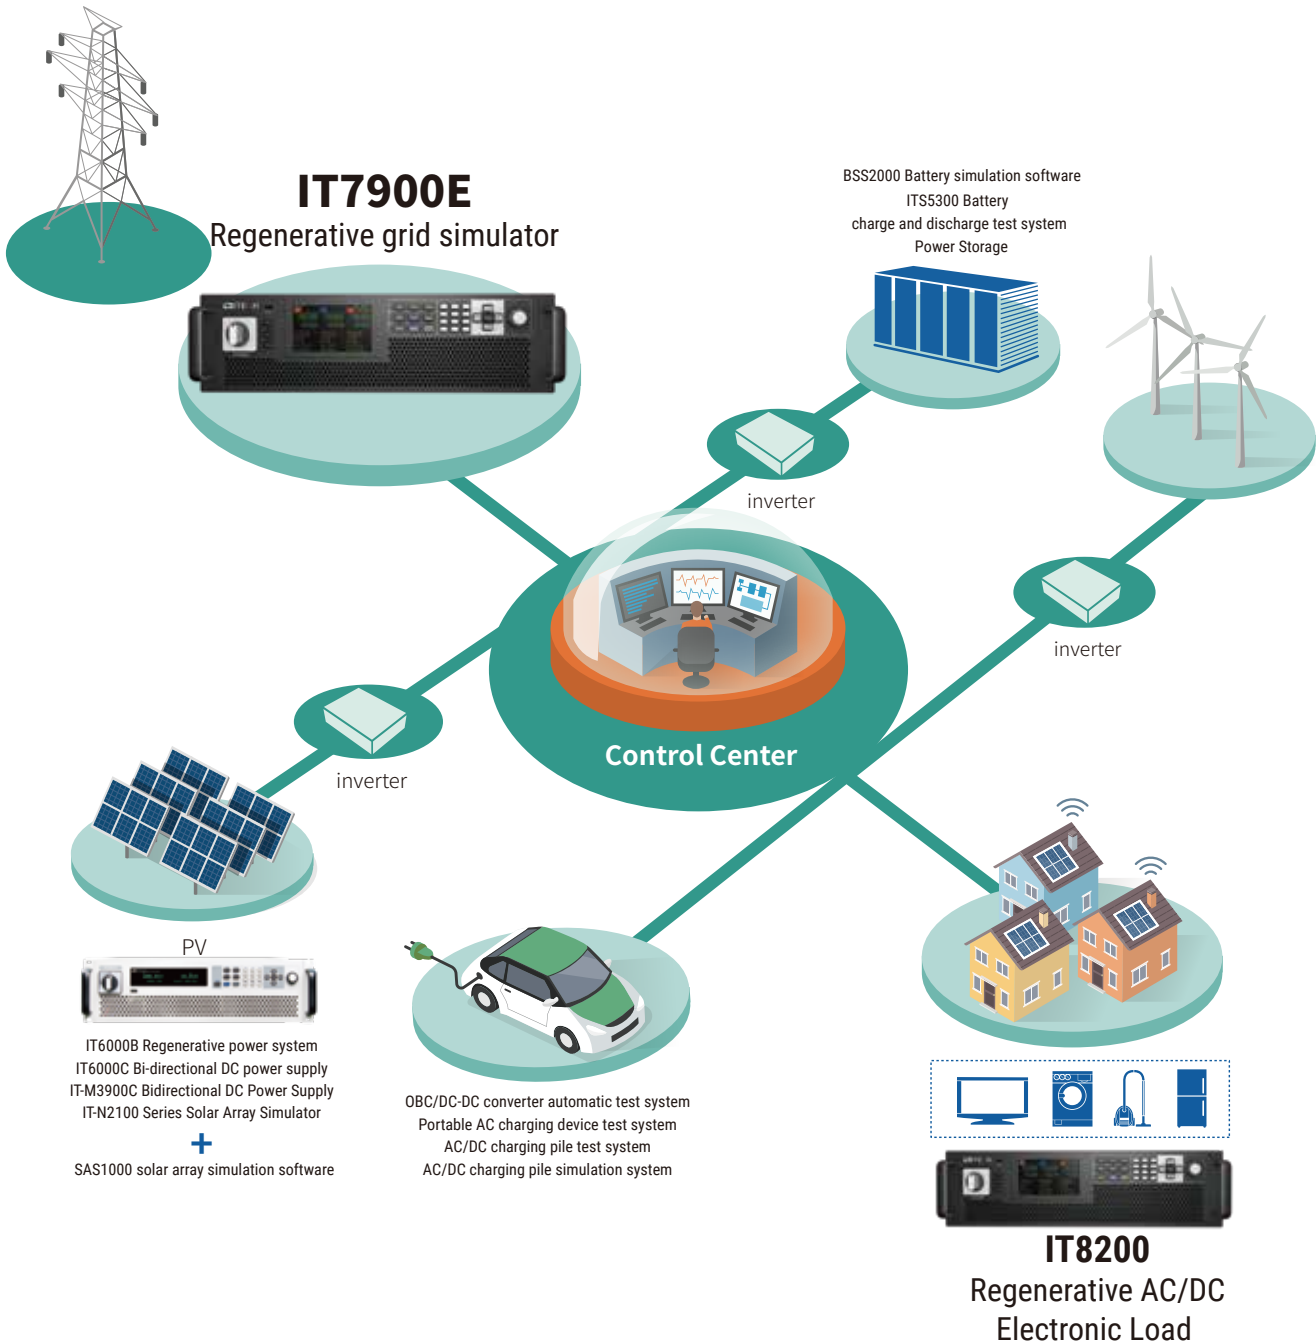 IT7900E
Regenerative grid simulator
BSS2000 Battery simulation software
ITS5300 Battery
charge and discharge test system
Power Storage
inverter
inverter
Control Center
inverter
PV
IT6000B Regenerative power system
IT6000C Bi-directional DC power supply
IT-M3900C Bidirectional DC Power Supply
IT-N2100 Series Solar Array Simulator
+
SAS1000 solar array simulation software
OBC/DC-DC converter automatic test system
Portable AC charging device test system
AC/DC charging pile test system
AC/DC charging pile simulation system
IT8200
Regenerative AC/DC
Electronic Load